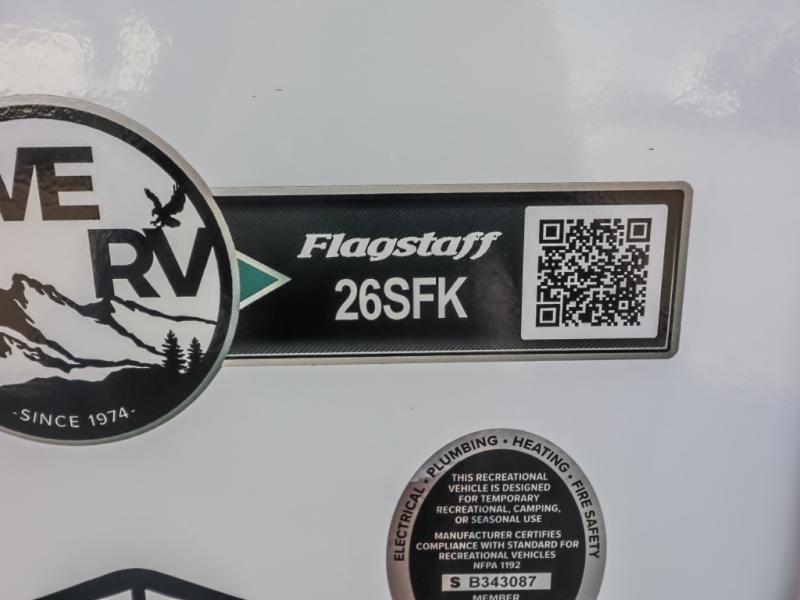 WE
RV
-SINCE 1974-
Flagstaff
26SFK
ELECTRICAL • PLUMBING • HEATING • FIRE SAFETY
THIS RECREATIONAL
VEHICLE IS DESIGNED
FOR TEMPORARY
RECREATIONAL, CAMPING,
OR SEASONAL USE
MANUFACTURER CERTIFIES
COMPLIANCE WITH STANDARD FOR
RECREATIONAL VEHICLES
NFPA 1192
S B343087
MEMBER